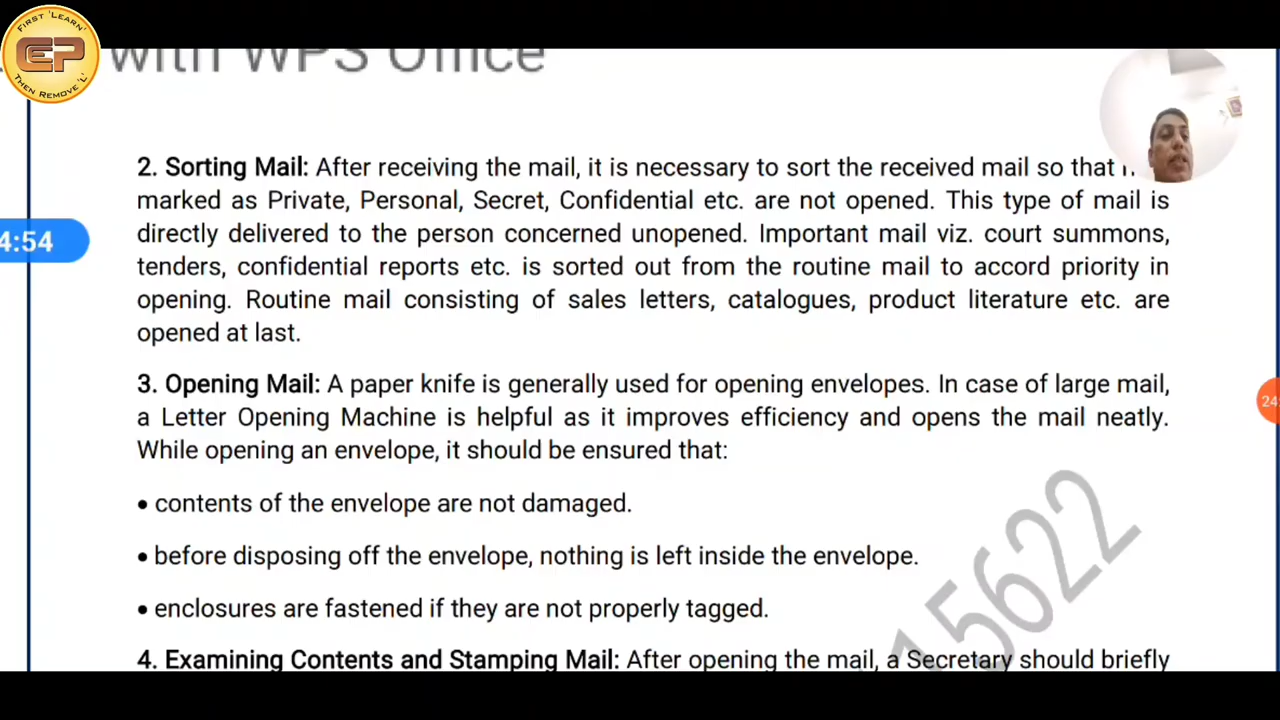 FIRST 'LEARN'
CEP
THEN REMOVE 'L'
with WPS Office
2. Sorting Mail: After receiving the mail, it is necessary to sort the received mail so that
marked as Private, Personal, Secret, Confidential etc. are not opened. This type of mail is
4:54
directly delivered to the person concerned unopened. Important mail viz. court summons,
tenders, confidential reports etc. is sorted out from the routine mail to accord priority in
opening. Routine mail consisting of sales letters, catalogues, product literature etc. are
opened at last.
3. Opening Mail: A paper knife is generally used for opening envelopes. In case of large mail,
24
a Letter Opening Machine is helpful as it improves efficiency and opens the mail neatly.
While opening an envelope, it should be ensured that:
• contents of the envelope are not damaged.
• before disposing off the envelope, nothing is left inside the envelope.
• enclosures are fastened if they are not properly tagged.
15622
4. Examining Contents and Stamping Mail: After opening the mail, a Secretary should briefly